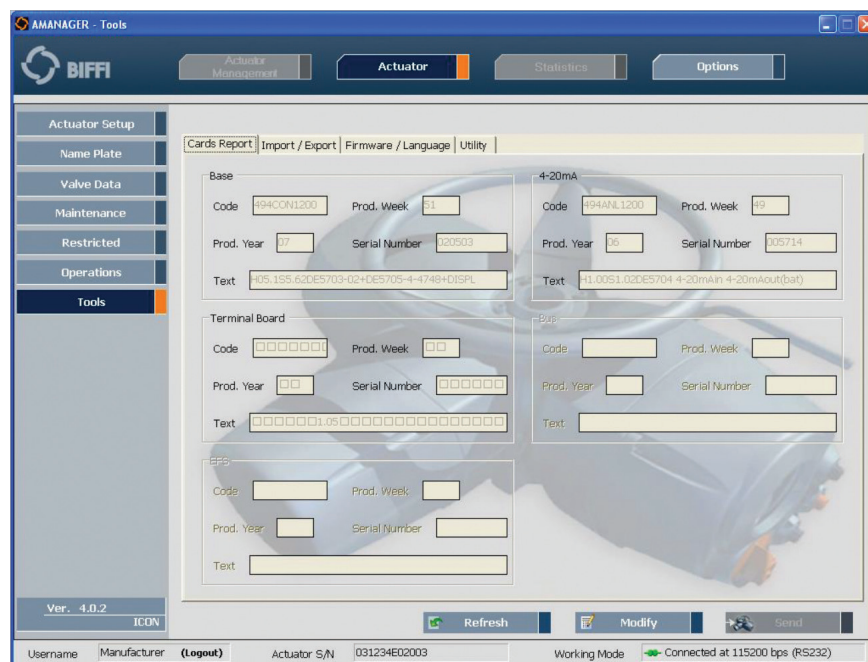 AMANAGER - Tools
BIFFI
Actuator Management
Actuator
Statistics
Options
Actuator Setup
Name Plate
Valve Data
Maintenance
Restricted
Operations
Tools
Cards Report
Import / Export
Firmware / Language
Utility
Base
Code 494CON1200 Prod. Week 51
Prod. Year 07 Serial Number 020503
Text H05.1S5.62DE5703-02+DE5705-4-4748+DISPL
4-20mA
Code 494ANL1200 Prod. Week 49
Prod. Year 06 Serial Number 005714
Text H1.00S1.02DE5704 4-20mAin 4-20mAout(bat)
Terminal Board
Code □□□□□□□ Prod. Week □□
Prod. Year □□ Serial Number □□□□□□
Text □□□□□□1.05□□□□□□□□□□□□□□□
Bus
Code Prod. Week
Prod. Year Serial Number
Text
EFS
Code Prod. Week
Prod. Year Serial Number
Text
Ver. 4.0.2
ICON
Refresh
Modify
Send
Username Manufacturer (Logout) Actuator S/N 031234E02003 Working Mode Connected at 115200 bps (RS232)